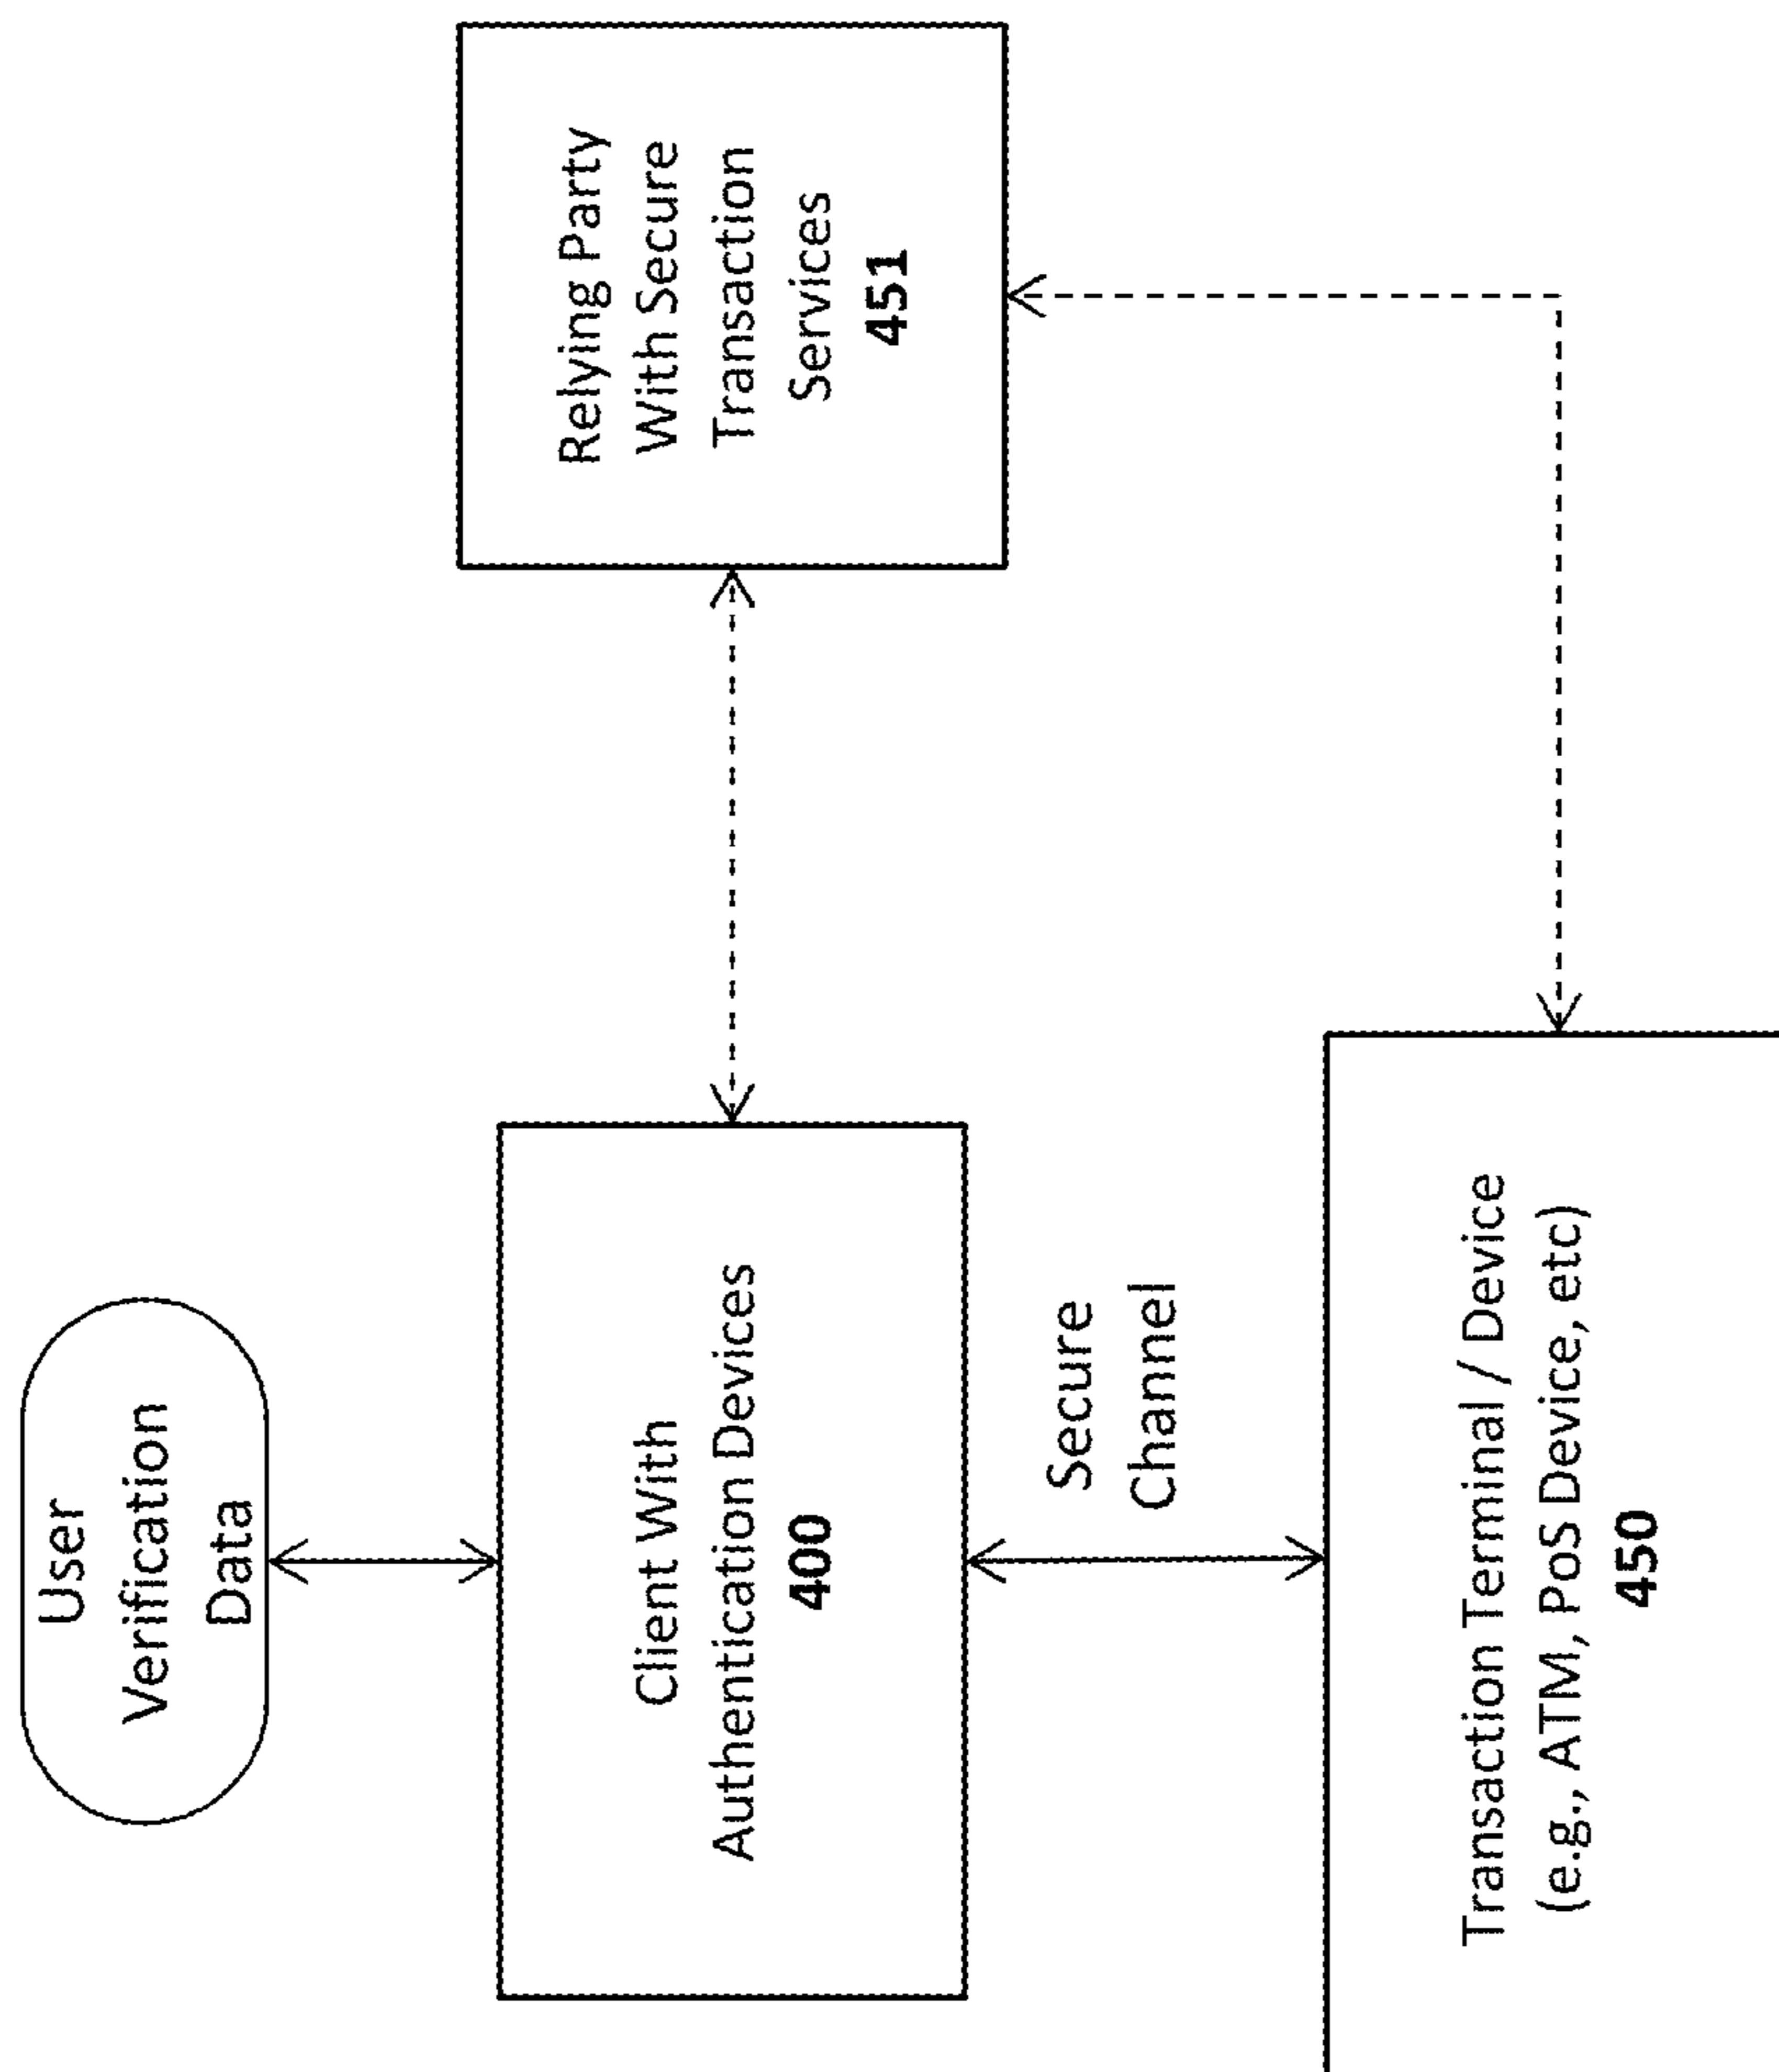 User
Verification
Data
Client With
Authentication Devices
400
Secure
Channel
Transaction Terminal / Device
(e.g., ATM, PoS Device, etc)
450
Relying Party
With Secure
Transaction
Services
451